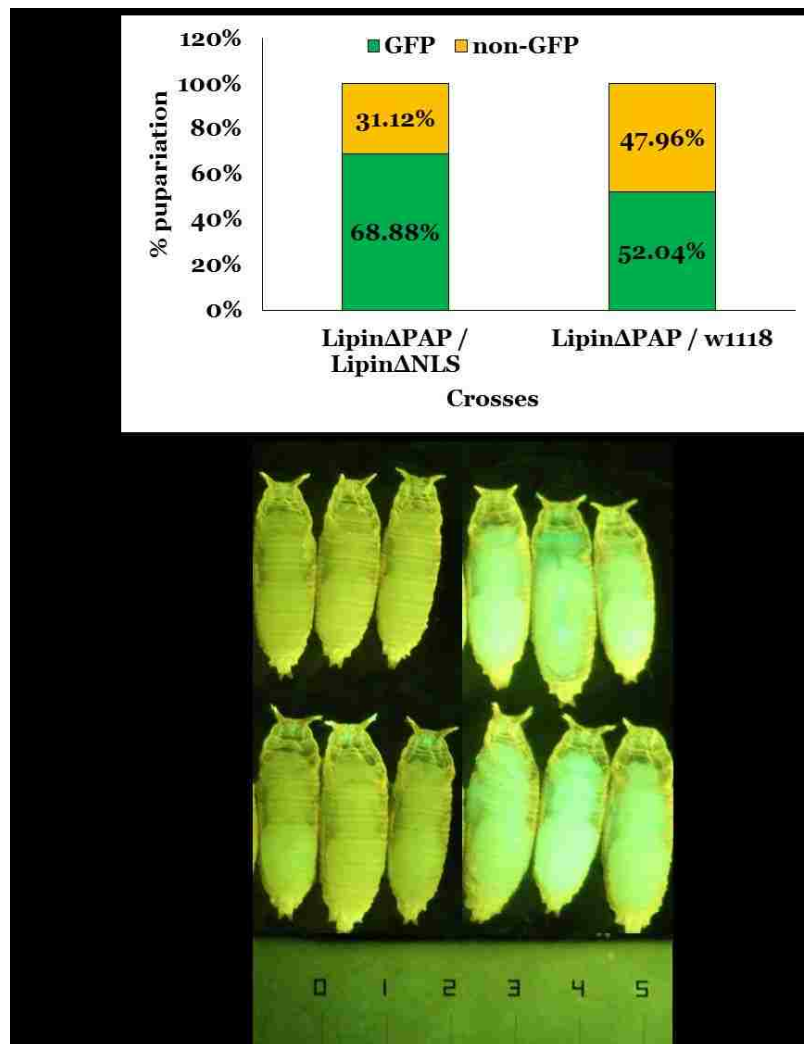 120%
GFP non-GFP
100%
80%
60%
40%
20%
0%
% pupariation
31.12%
68.88%
47.96%
52.04%
LipinΔPAP /
LipinΔNLS
LipinΔPAP / w1118
Crosses
0 1 2 3 4 5